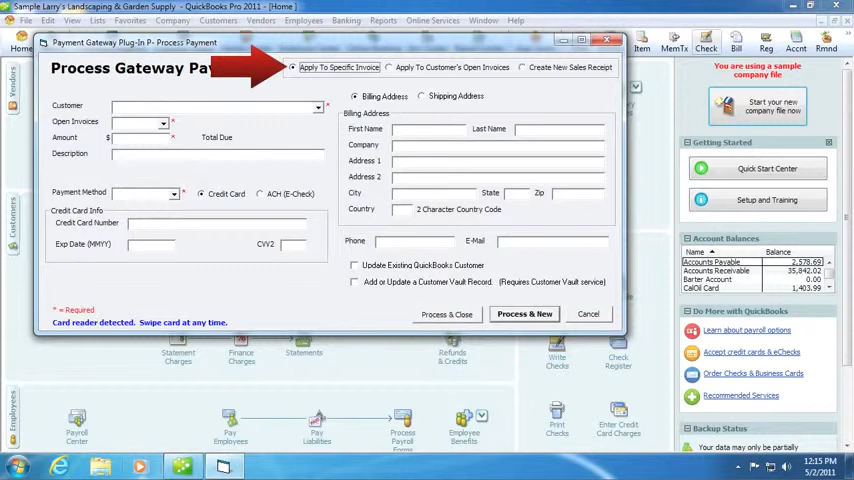 Sample Larry's Landscaping & Garden Supply - QuickBooks Pro 2011 - [Home]
File Edit View Lists Favorites Company Customers Vendors Employees Banking Reports Online Services Window Help
Home Item MemTx Check Bill Reg Accnt Rmnd
Payment Gateway Plug-In P- Process Payment
Process Gateway Pay
Apply To Specific Invoice Apply To Customer's Open Invoices Create New Sales Receipt
Customer *
Open Invoices *
Amount $ * Total Due
Description
Payment Method * Credit Card ACH (E-Check)
Credit Card Info
Credit Card Number
Exp Date (MMYY) CVV2
Billing Address Shipping Address
Billing Address
First Name Last Name
Company
Address 1
Address 2
City State Zip
Country 2 Character Country Code
Phone E-Mail
Update Existing QuickBooks Customer
Add or Update a Customer Vault Record. (Requires Customer Vault service)
* = Required
Card reader detected. Swipe card at any time.
Process & Close Process & New Cancel
You are using a
sample company file
Start your new
company file now
Getting Started
Quick Start Center
Setup and Training
Account Balances
Name Balance
Accounts Payable 2,578.69
Accounts Receivable 35,842.02
Barter Account 0.00
CalOil Card 1,403.99
Do More with QuickBooks
Learn about payroll options
Accept credit cards & eChecks
Order Checks & Business Cards
Recommended Services
Backup Status
Your data may only be partially
Vendors
Customers
Employees
Statement
Charges
Finance
Charges
Statements
Refunds
& Credits
Write
Checks
Check
Register
Payroll
Center
Pay
Employees
Pay
Liabilities
Process
Payroll
Forms
Employee
Benefits
Print
Checks
Enter Credit
Card Charges
12:15 PM
5/2/2011